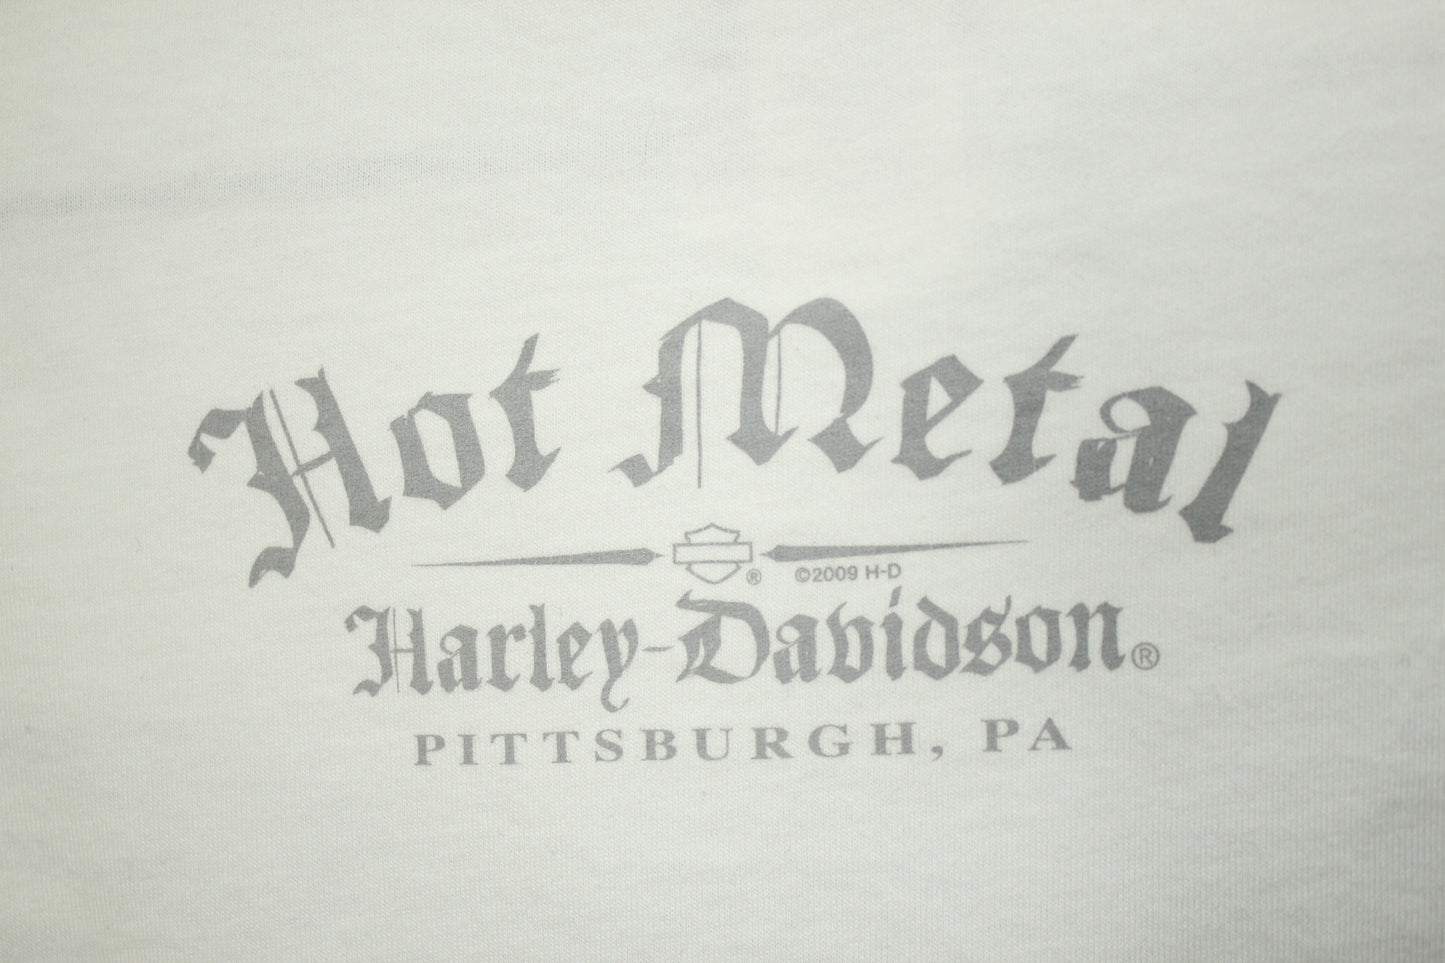 Hot Metal
® ©2009 H-D
Harley-Davidson®
PITTSBURGH, PA